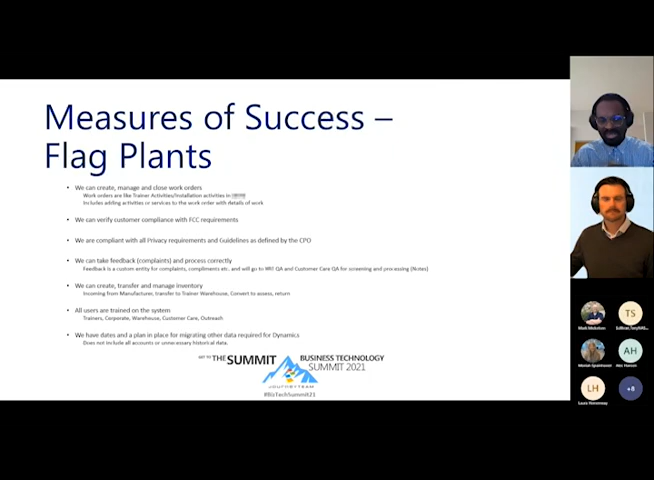 Measures of Success –
Flag Plants
• We can create, manage and close work orders
Work orders are like Trainer Activities/Installation activities in
Includes adding activities or services to the work order with details of work
• We can verify customer compliance with FCC requirements
• We are compliant with all Privacy requirements and Guidelines as defined by the CPO
• We can take feedback (complaints) and process correctly
Feedback is a custom entity for complaints, compliments etc. and will go to QA and Customer Care QA for screening and processing (Notes)
• We can create, transfer and manage inventory
Incoming from Manufacturer, transfer to Trainer Warehouse, Convert to assess, return
• All users are trained on the system
Trainers, Corporate, Warehouse, Customer Care, Outreach
• We have dates and a plan in place for migrating other data required for Dynamics
Does not include all accounts or unnecessary historical data.
THE SUMMIT
BUSINESS TECHNOLOGY
SUMMIT 2021
JOURNEYTEAM
#BizTechSummit21
TS
AH
LH
+8